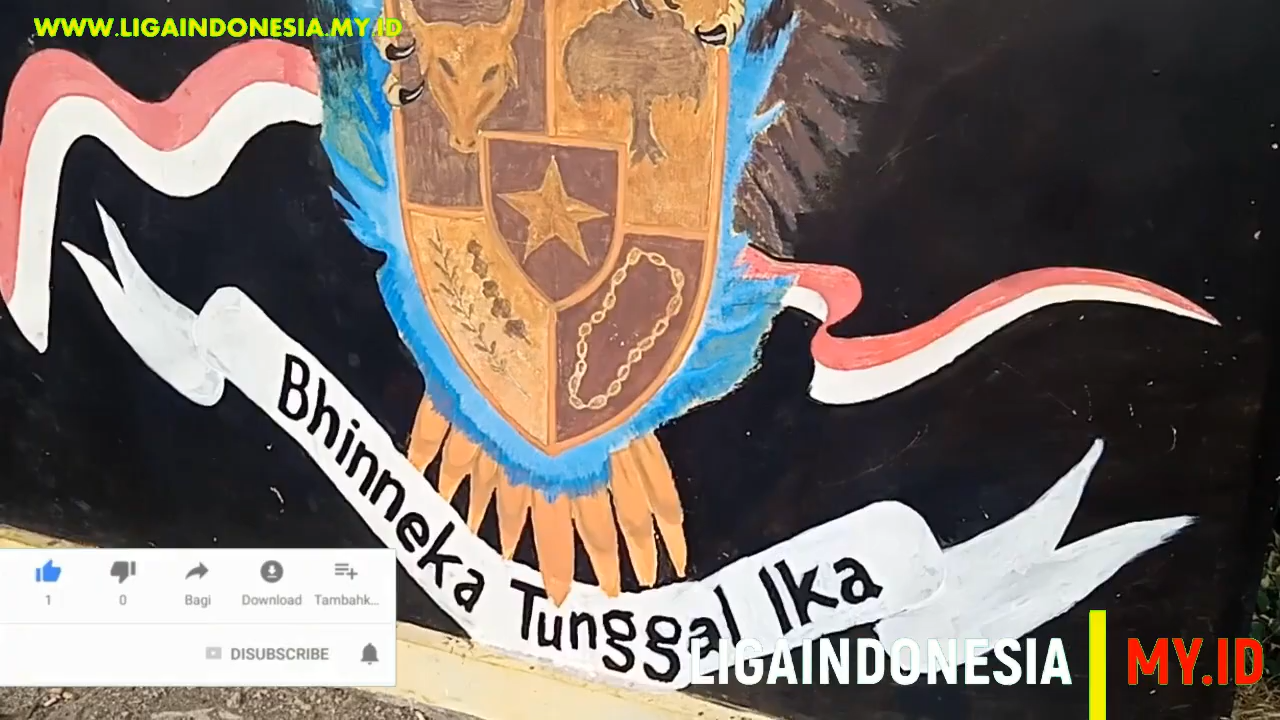 WWW.LIGAINDONESIA.MY.ID
Bhinneka Tunggal Ika
1 0 Bagi Download Tambahk...
DISUBSCRIBE
LIGAINDONESIA MY.ID